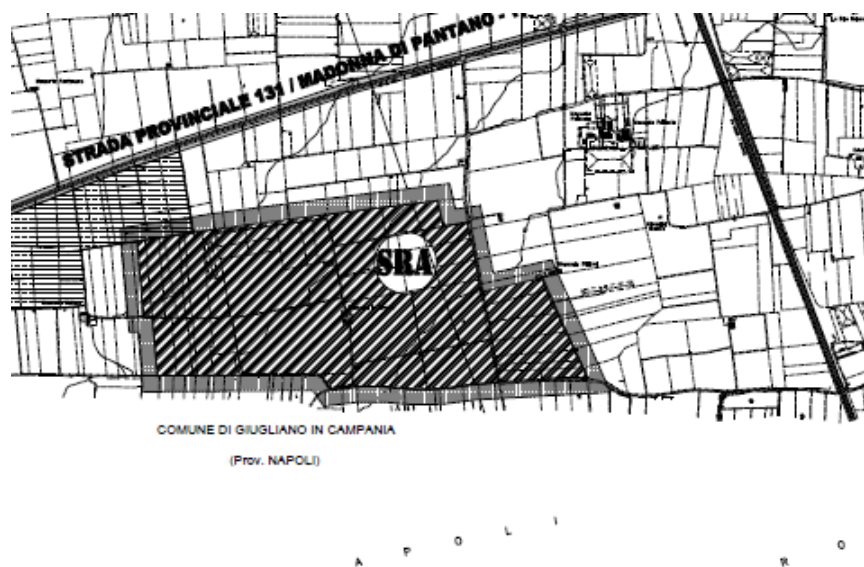 STRADA PROVINCIALE 131 / MADONNA DI PANTANO -
SRA
COMUNE DI GIUGLIANO IN CAMPANIA
(Prov. NAPOLI)
A P O L I
R O